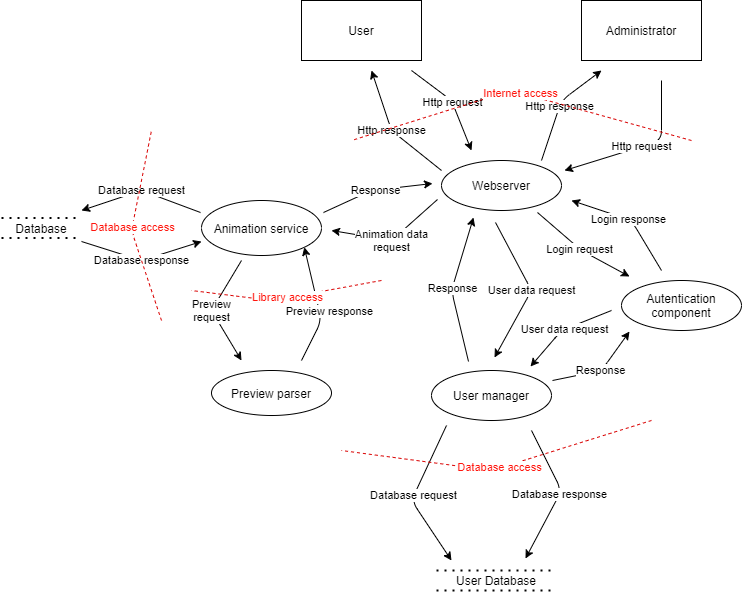 User
Administrator
Internet access
Http request
Http response
Http response
Http request
Database request
Response
Webserver
Database
Database access
Animation service
Login response
Animation data
request
Login request
Database response
Response
User data request
Library access
Preview
request
Preview response
Autentication
component
User data request
Response
Preview parser
User manager
Database access
Database request
Database response
User Database